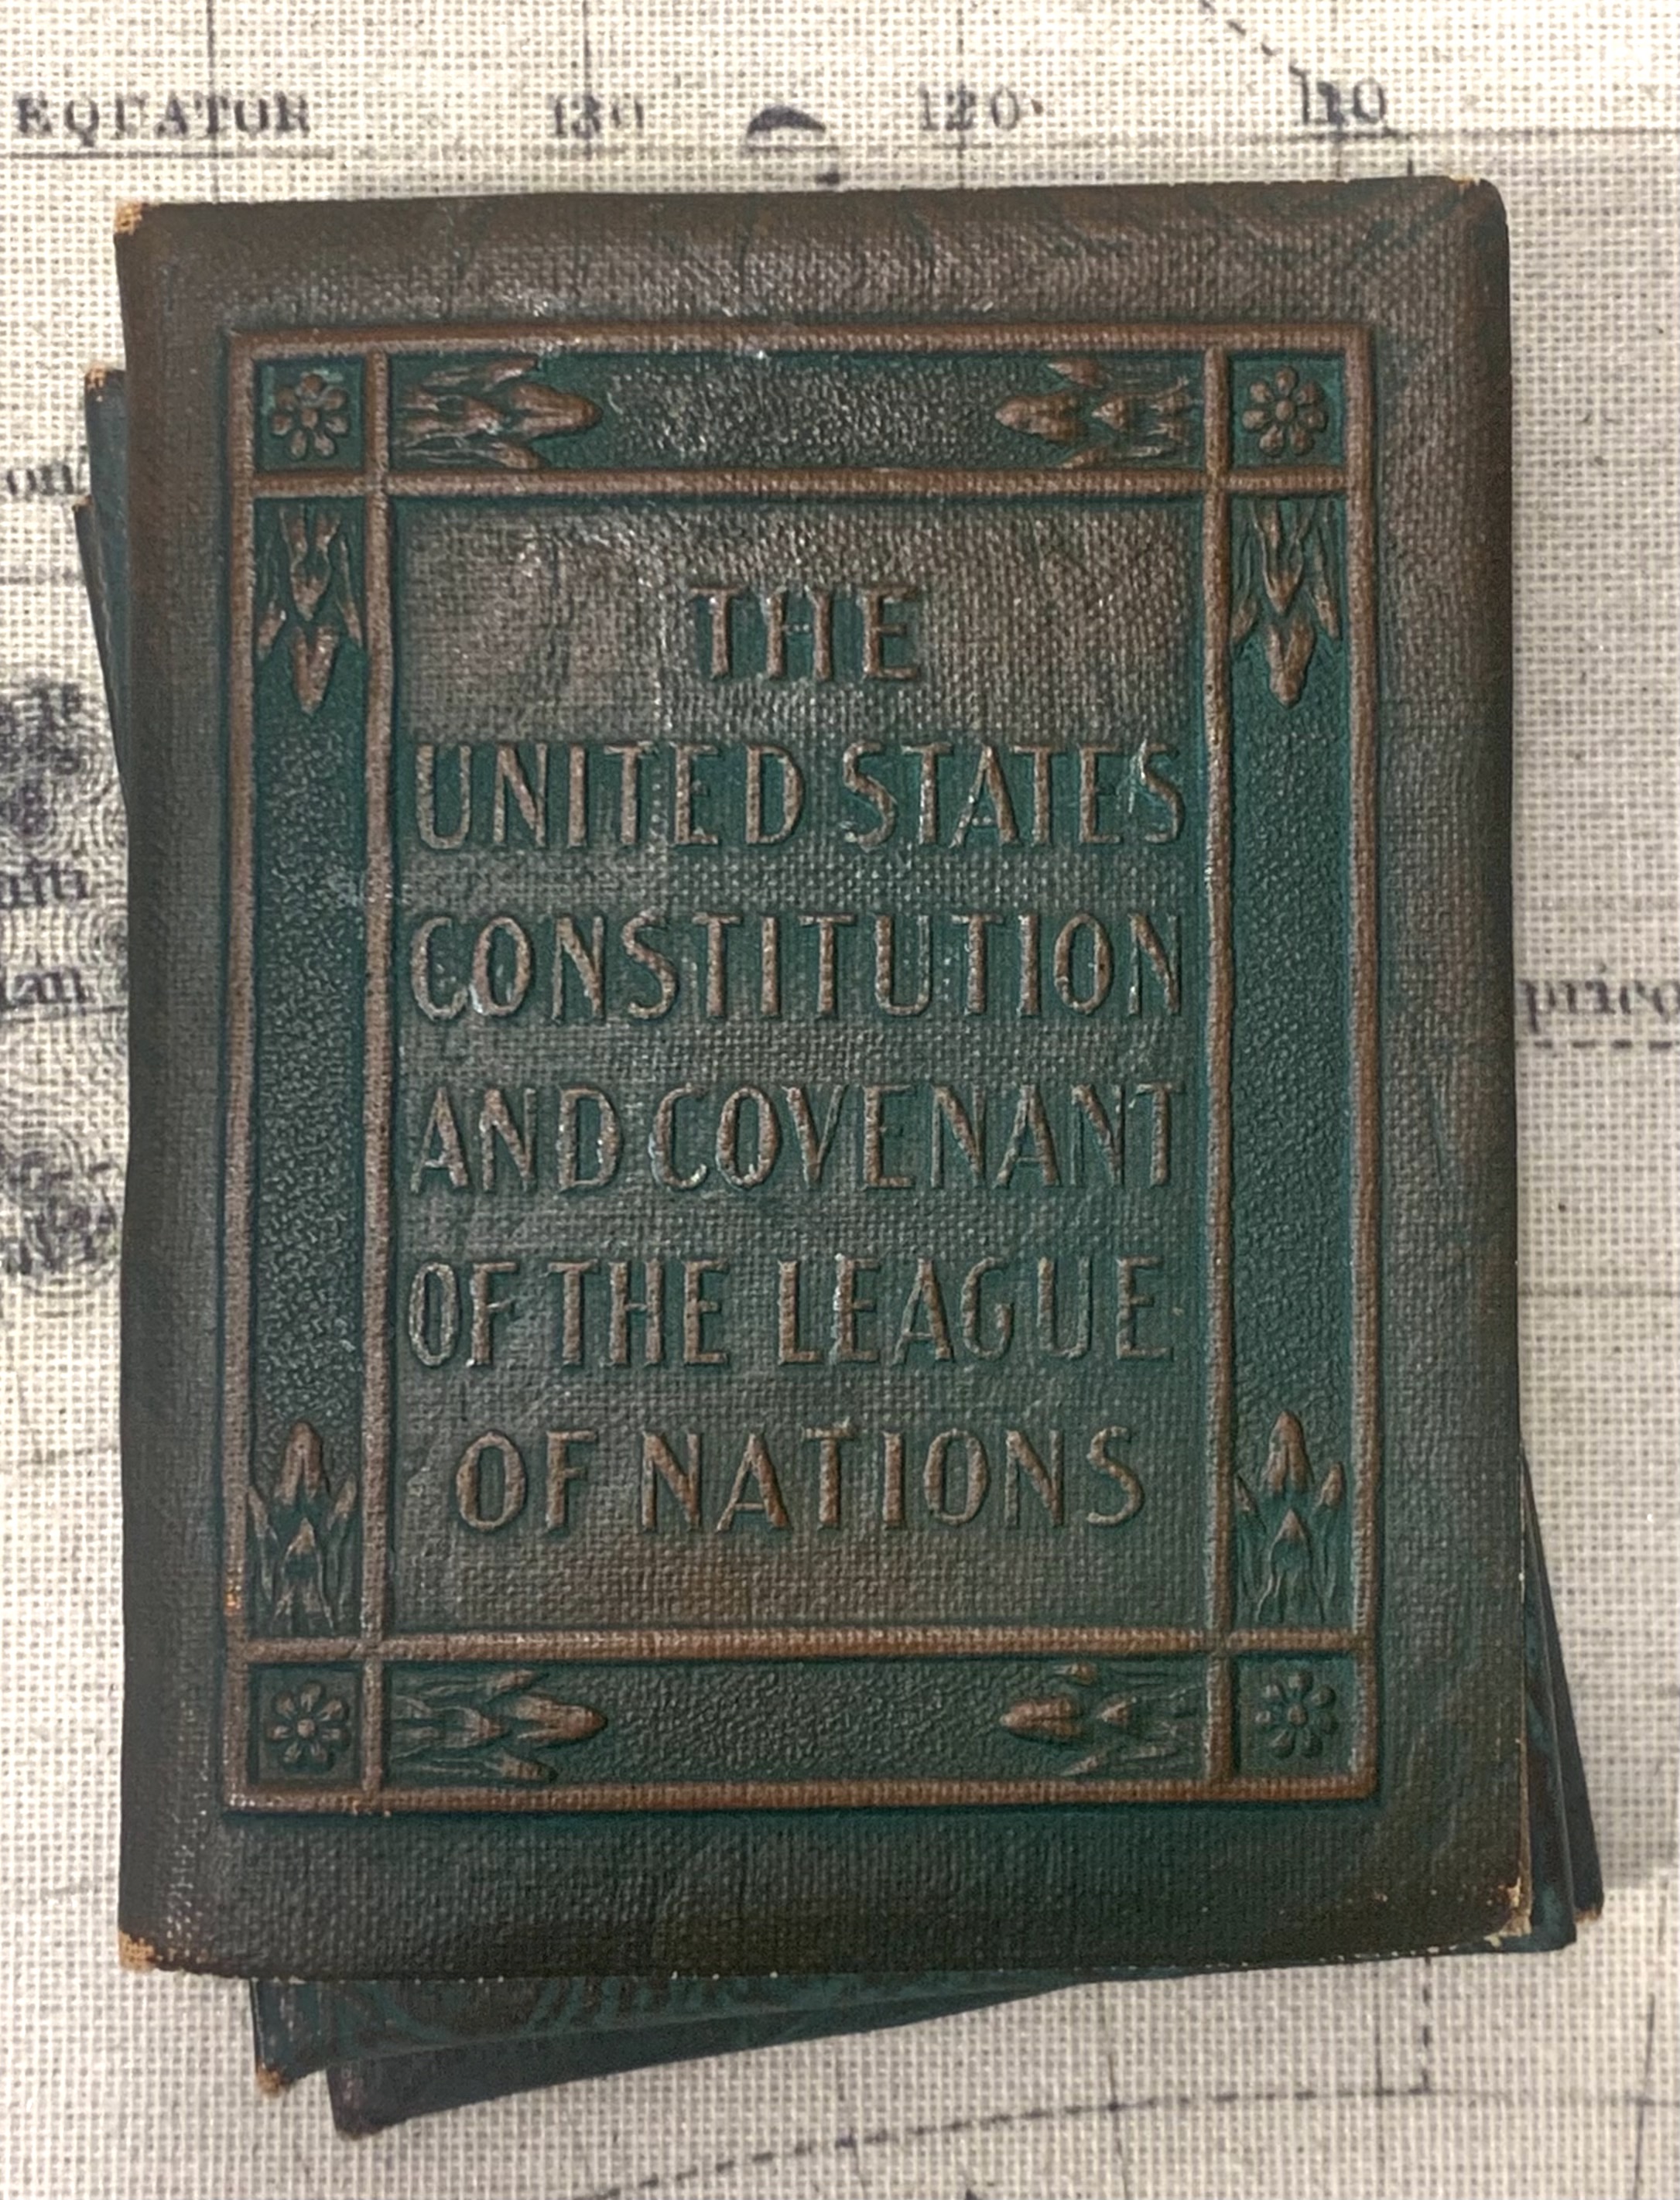 EQUATOR 130 120 110
THE
UNITED STATES
CONSTITUTION
AND COVENANT
OF THE LEAGUE
OF NATIONS